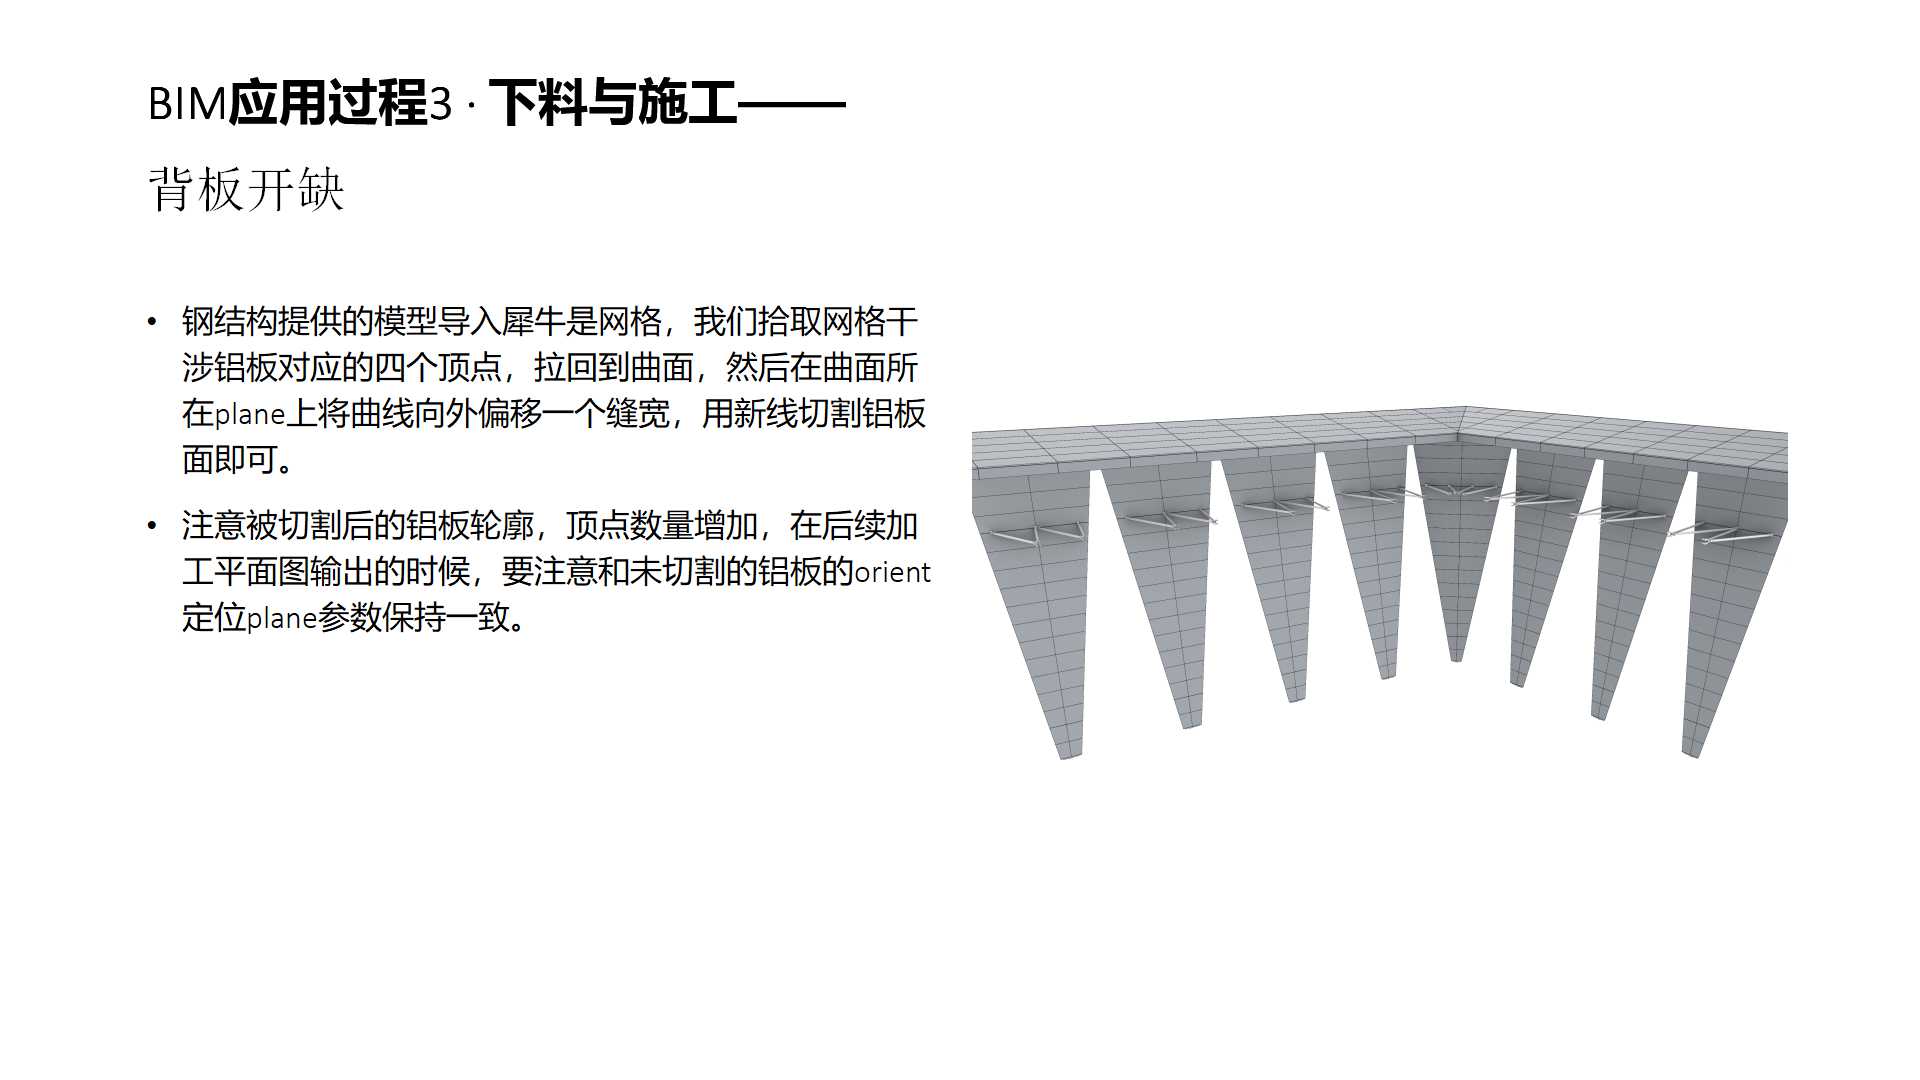 BIM应用过程3 · 下料与施工——
背板开缺
• 钢结构提供的模型导入犀牛是网格，我们拾取网格干
涉铝板对应的四个顶点，拉回到曲面，然后在曲面所
在plane上将曲线向外偏移一个缝宽，用新线切割铝板
面即可。
• 注意被切割后的铝板轮廓，顶点数量增加，在后续加
工平面图输出的时候，要注意和未切割的铝板的orient
定位plane参数保持一致。